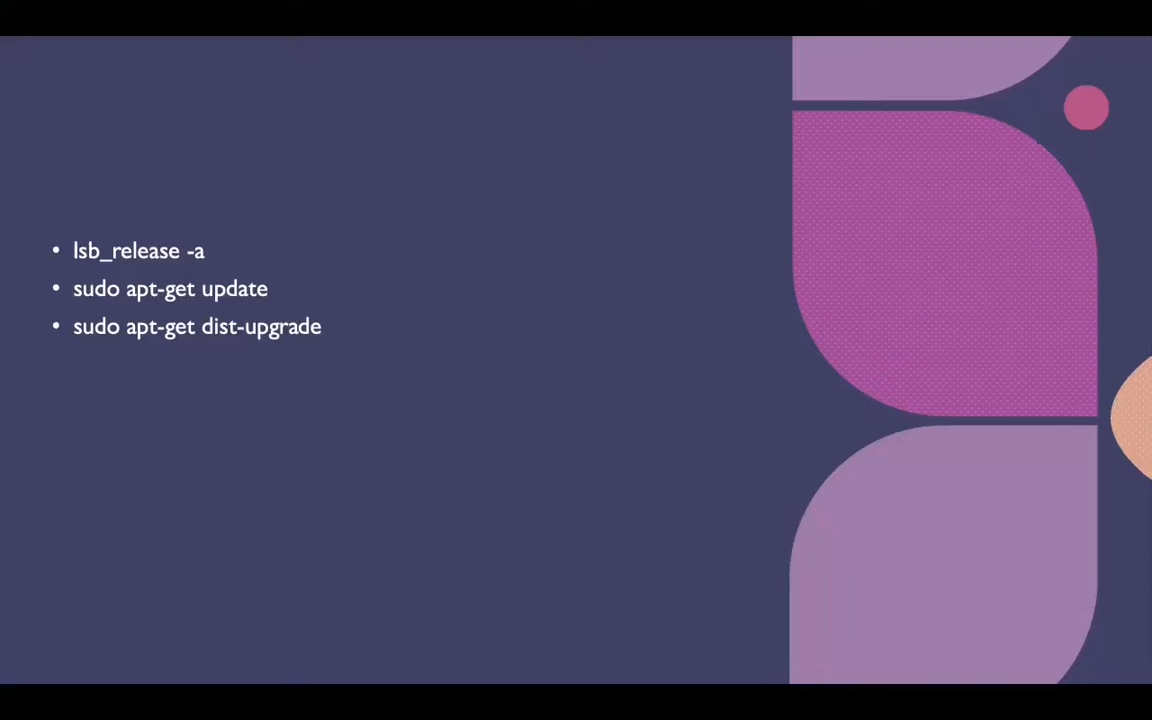 • lsb_release -a
• sudo apt-get update
• sudo apt-get dist-upgrade